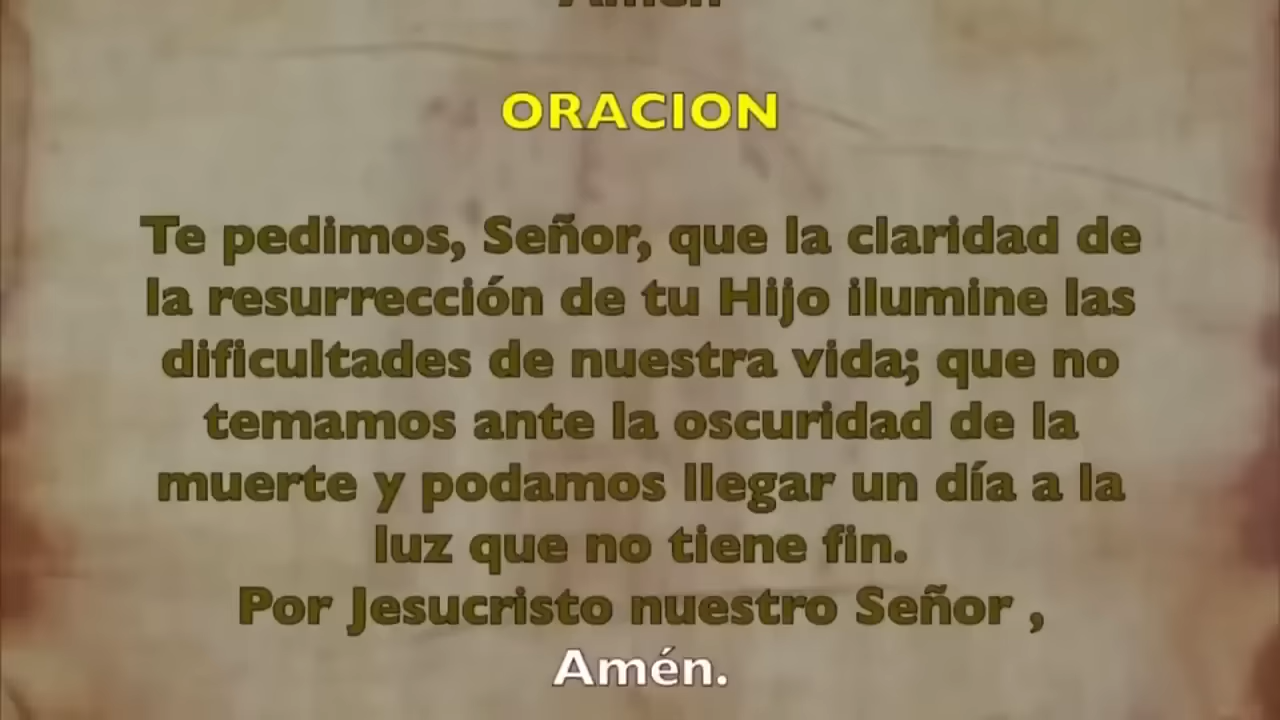 Amén
ORACION
Te pedimos, Señor, que la claridad de
la resurrección de tu Hijo ilumine las
dificultades de nuestra vida; que no
temamos ante la oscuridad de la
muerte y podamos llegar un día a la
luz que no tiene fin.
Por Jesucristo nuestro Señor ,
Amén.